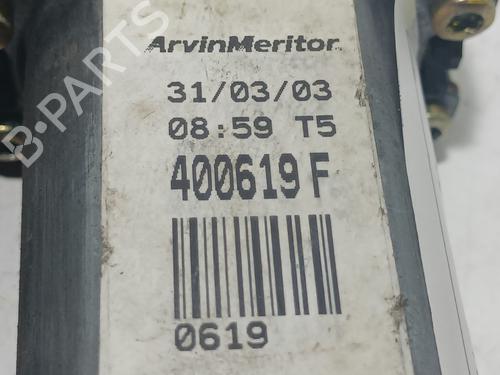 ArvinMeritor
31/03/03
08:59 T5
400619 F
0619
B-PARTS